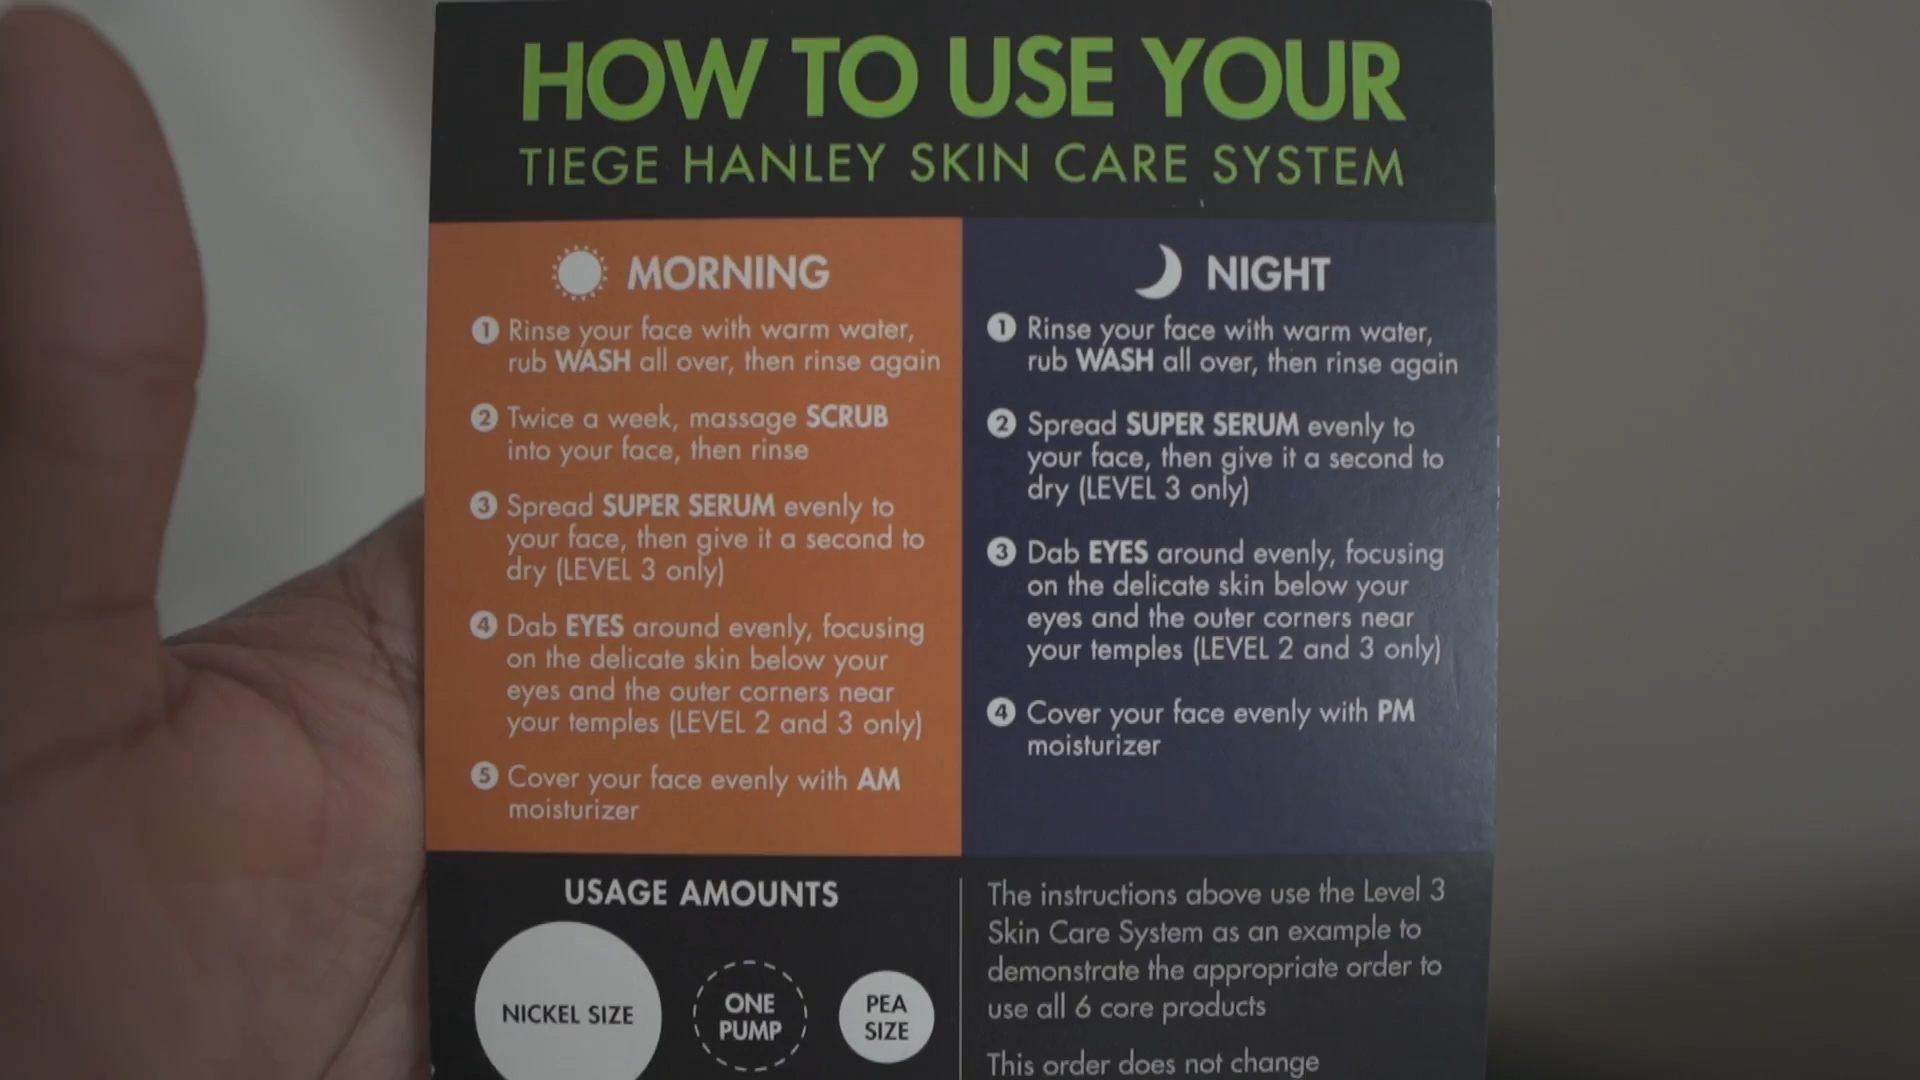 HOW TO USE YOUR
TIEGE HANLEY SKIN CARE SYSTEM
MORNING
1 Rinse your face with warm water,
rub WASH all over, then rinse again
2 Twice a week, massage SCRUB
into your face, then rinse
3 Spread SUPER SERUM evenly to
your face, then give it a second to
dry (LEVEL 3 only)
4 Dab EYES around evenly, focusing
on the delicate skin below your
eyes and the outer corners near
your temples (LEVEL 2 and 3 only)
5 Cover your face evenly with AM
moisturizer
NIGHT
1 Rinse your face with warm water,
rub WASH all over, then rinse again
2 Spread SUPER SERUM evenly to
your face, then give it a second to
dry (LEVEL 3 only)
3 Dab EYES around evenly, focusing
on the delicate skin below your
eyes and the outer corners near
your temples (LEVEL 2 and 3 only)
4 Cover your face evenly with PM
moisturizer
USAGE AMOUNTS
NICKEL SIZE
ONE
PUMP
PEA
SIZE
The instructions above use the Level 3
Skin Care System as an example to
demonstrate the appropriate order to
use all 6 core products
This order does not change